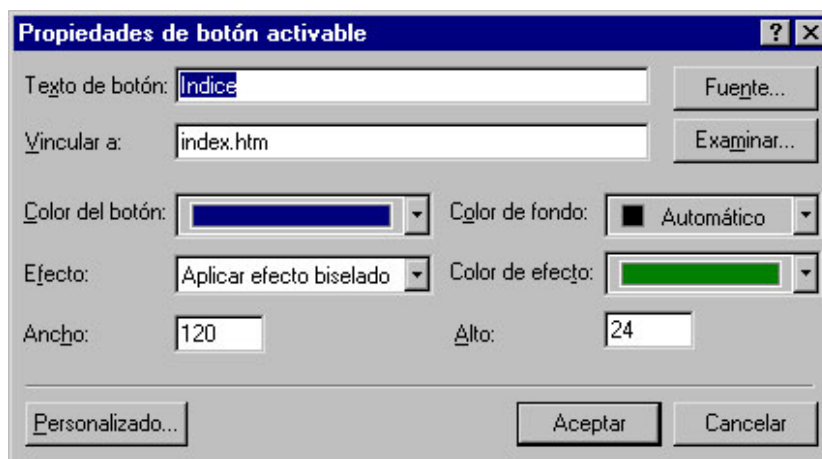 Propiedades de botón activable
Texto de botón: Indice Fuente...
Vincular a: index.htm Examinar...
Color del botón: Color de fondo: Automático
Efecto: Aplicar efecto biselado Color de efecto:
Ancho: 120 Alto: 24
Personalizado... Aceptar Cancelar